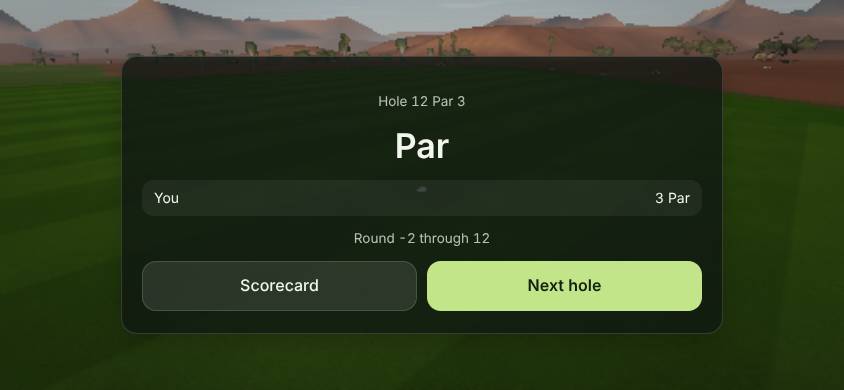 Hole 12 Par 3
Par
You 3 Par
Round -2 through 12
Scorecard Next hole